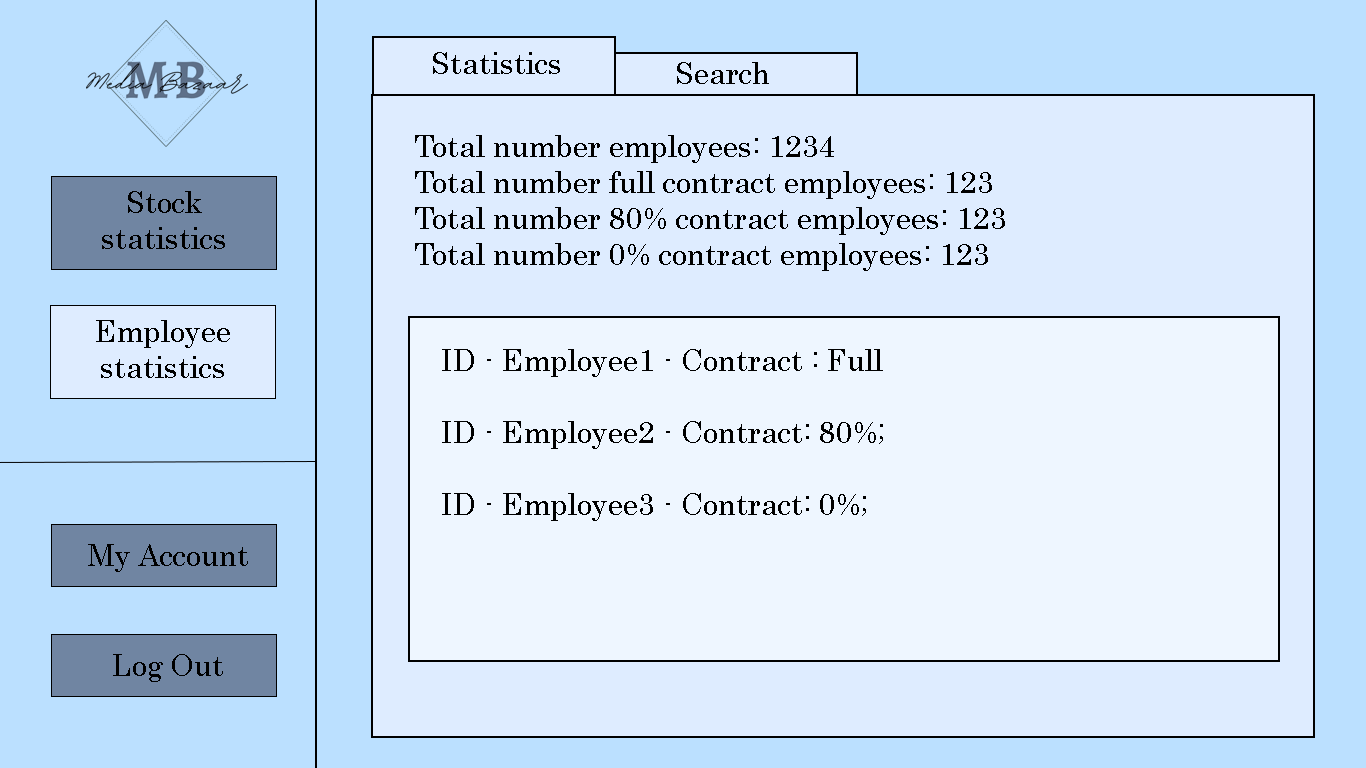 MB
Media Bazaar
Stock
statistics
Employee
statistics
My Account
Log Out
Statistics
Search
Total number employees: 1234
Total number full contract employees: 123
Total number 80% contract employees: 123
Total number 0% contract employees: 123
ID - Employee1 - Contract : Full
ID - Employee2 - Contract: 80%;
ID - Employee3 - Contract: 0%;